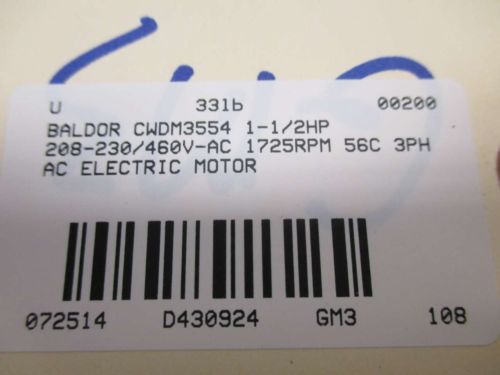 U 331b 00200
BALDOR CWDM3554 1-1/2HP
208-230/460V-AC 1725RPM 56C 3PH
AC ELECTRIC MOTOR
072514 D430924 GM3 108